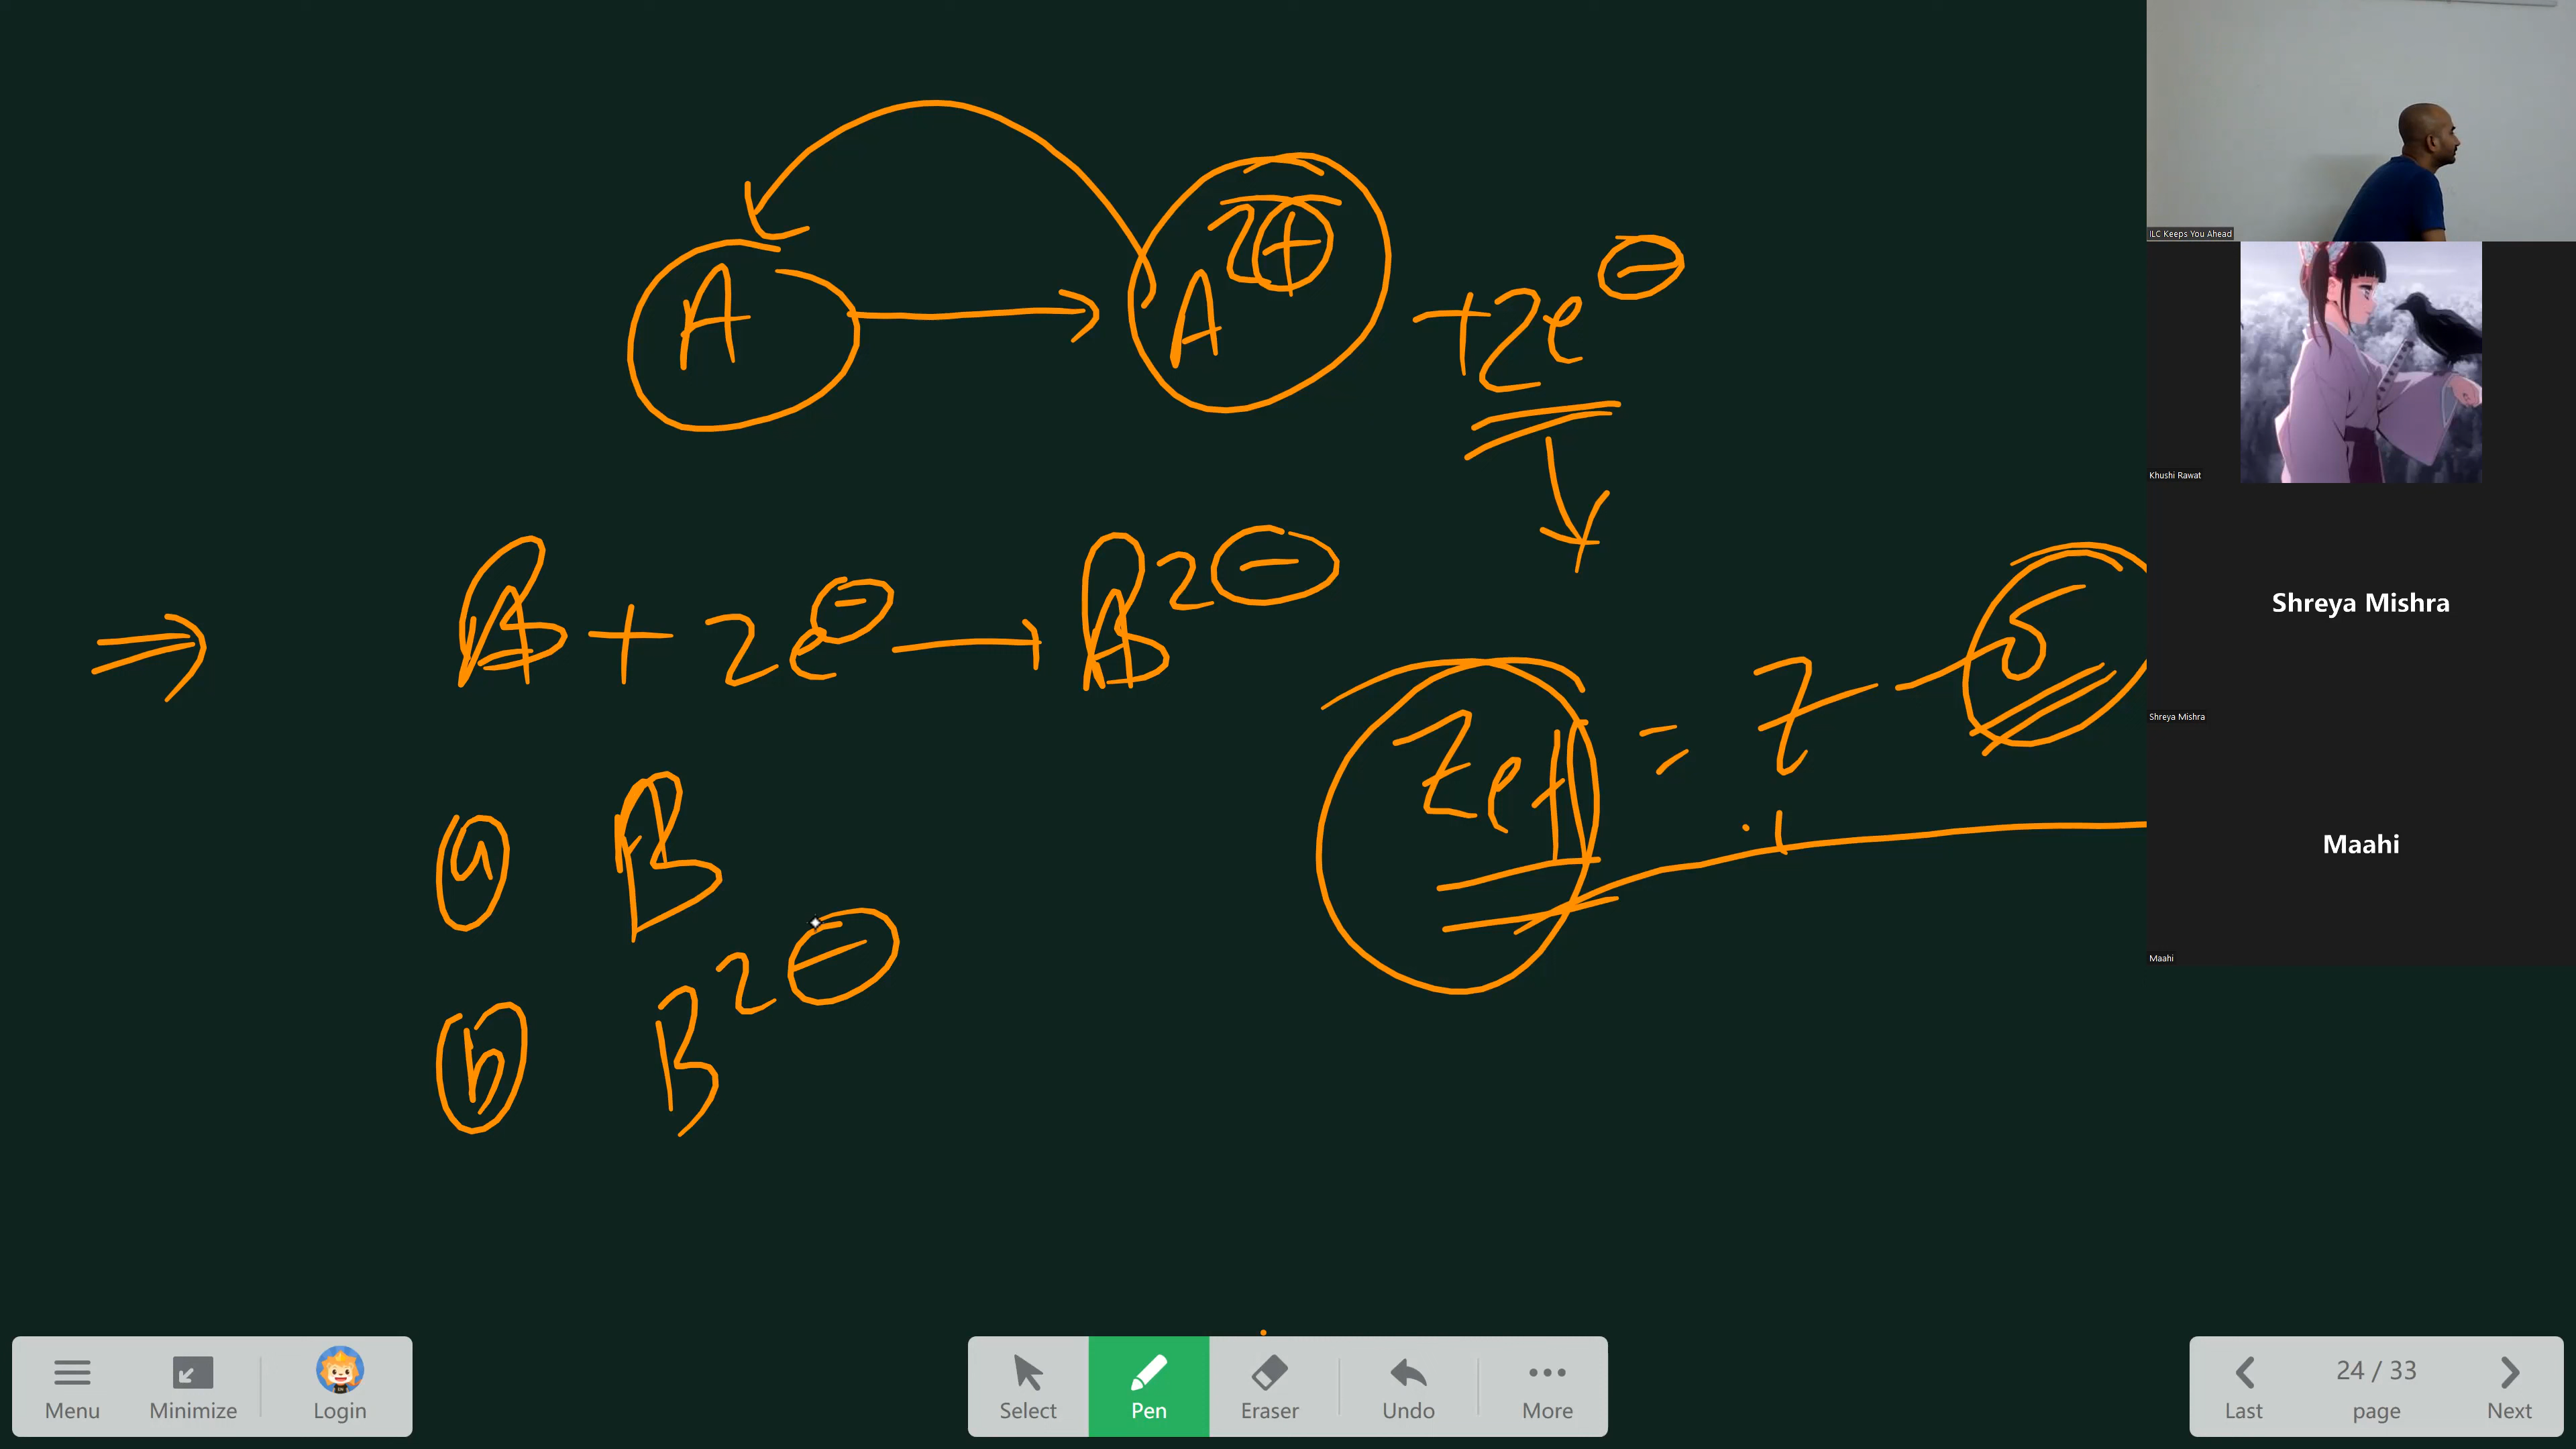 A → A²⁺ + 2e⁻
⇒ B + 2e⁻ → B²⁻
Zeff = Z - σ
(a) B
(b) B²⁻
ILC Keeps You Ahead
Khushi Rawat
Shreya Mishra
Shreya Mishra
Maahi
Maahi
Menu Minimize Login
Select Pen Eraser Undo More
24 / 33
Last page Next